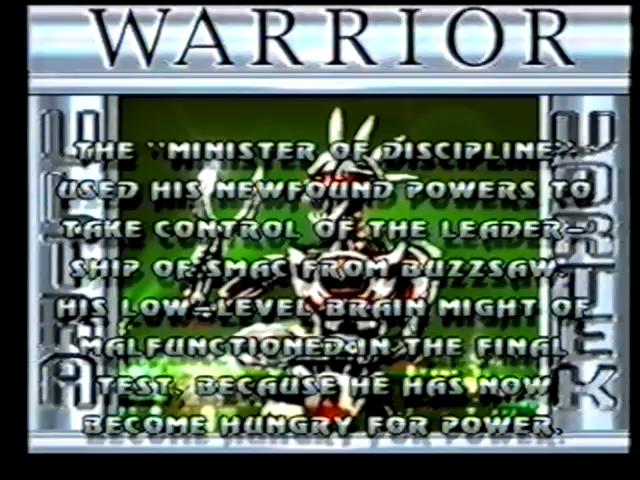 WARRIOR
THE "MINISTER OF DISCIPLINE"
USED HIS NEWFOUND POWERS TO
TAKE CONTROL OF THE LEADER-
SHIP OF SMAC FROM BUZZSAW.
HIS LOW-LEVEL BRAIN MIGHT OF
MALFUNCTIONED IN THE FINAL
TEST, BECAUSE HE HAS NOW
BECOME HUNGRY FOR POWER.
VORTEK